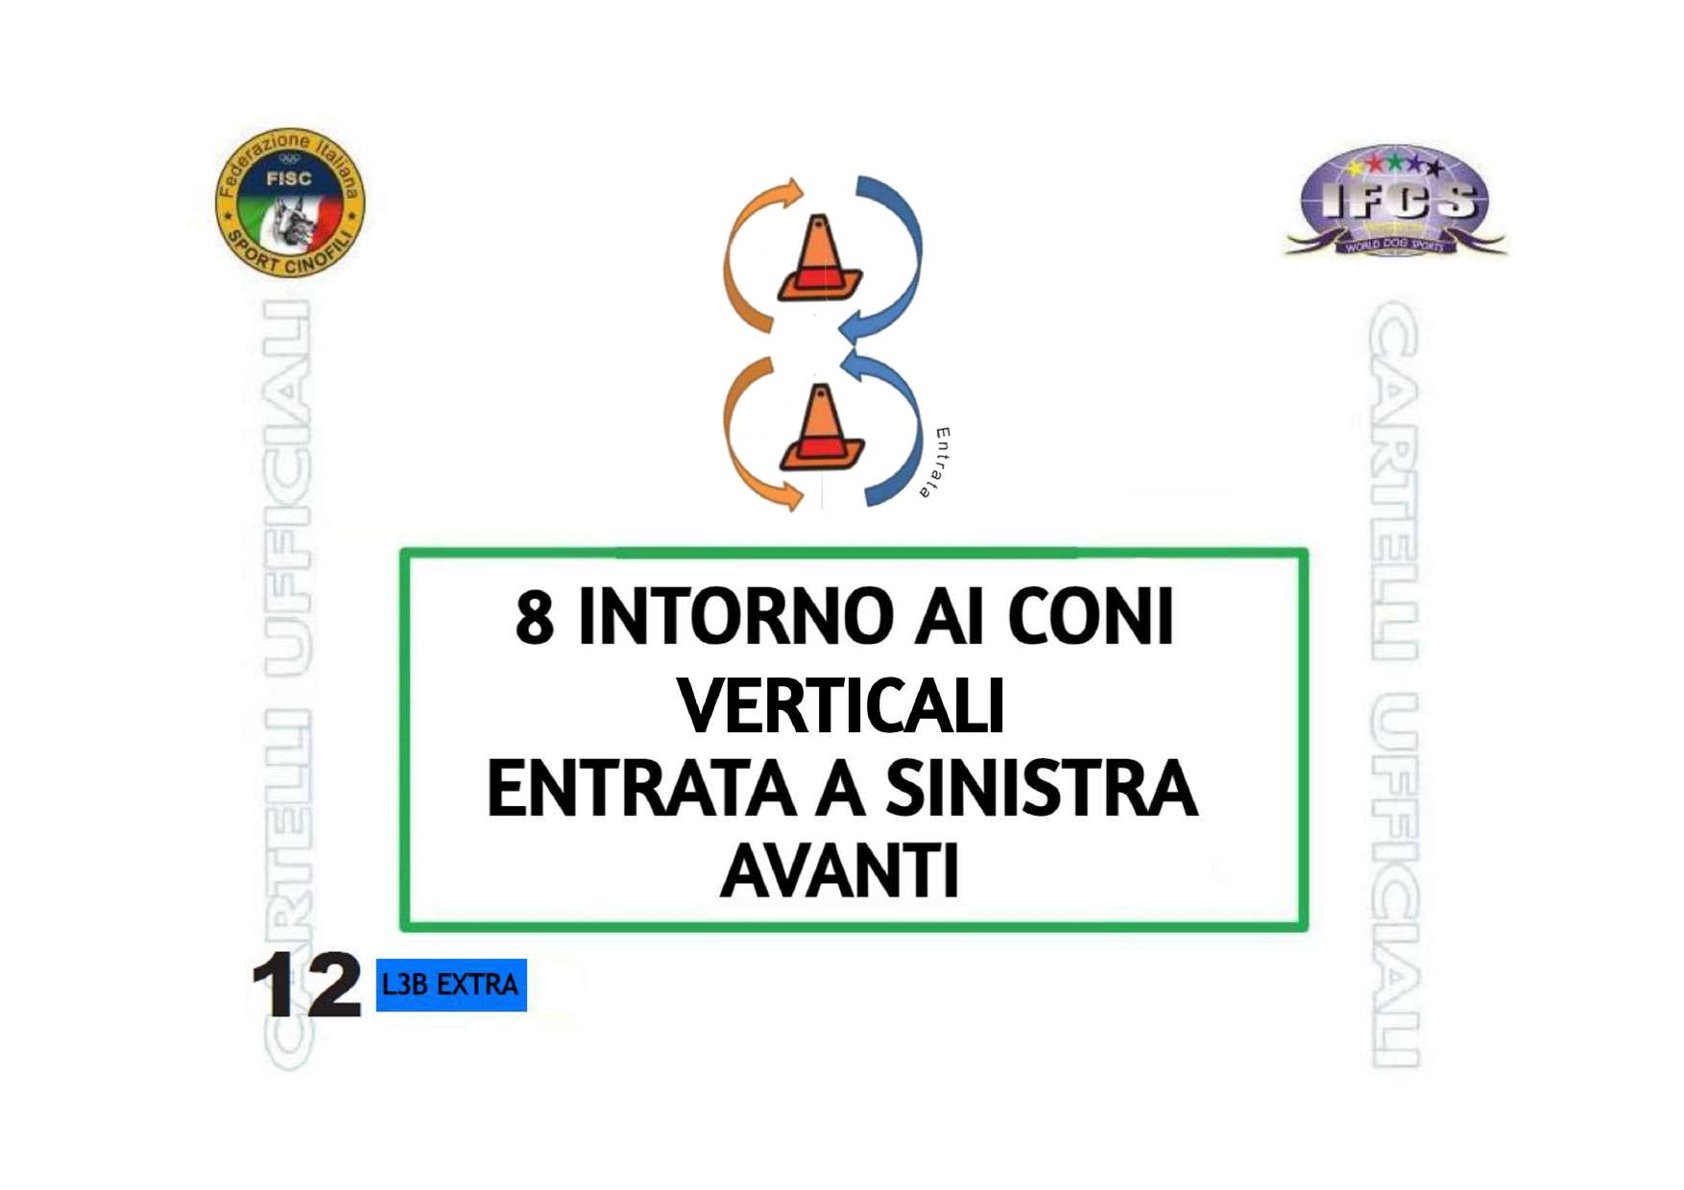 Federazione Italiana
FISC
SPORT CINOFILI
IFCS
WORLD DOG SPORTS
CARTELLI UFFICIALI
CARTELLI UFFICIALI
Entrata
8 INTORNO AI CONI
VERTICALI
ENTRATA A SINISTRA
AVANTI
12
L3B EXTRA